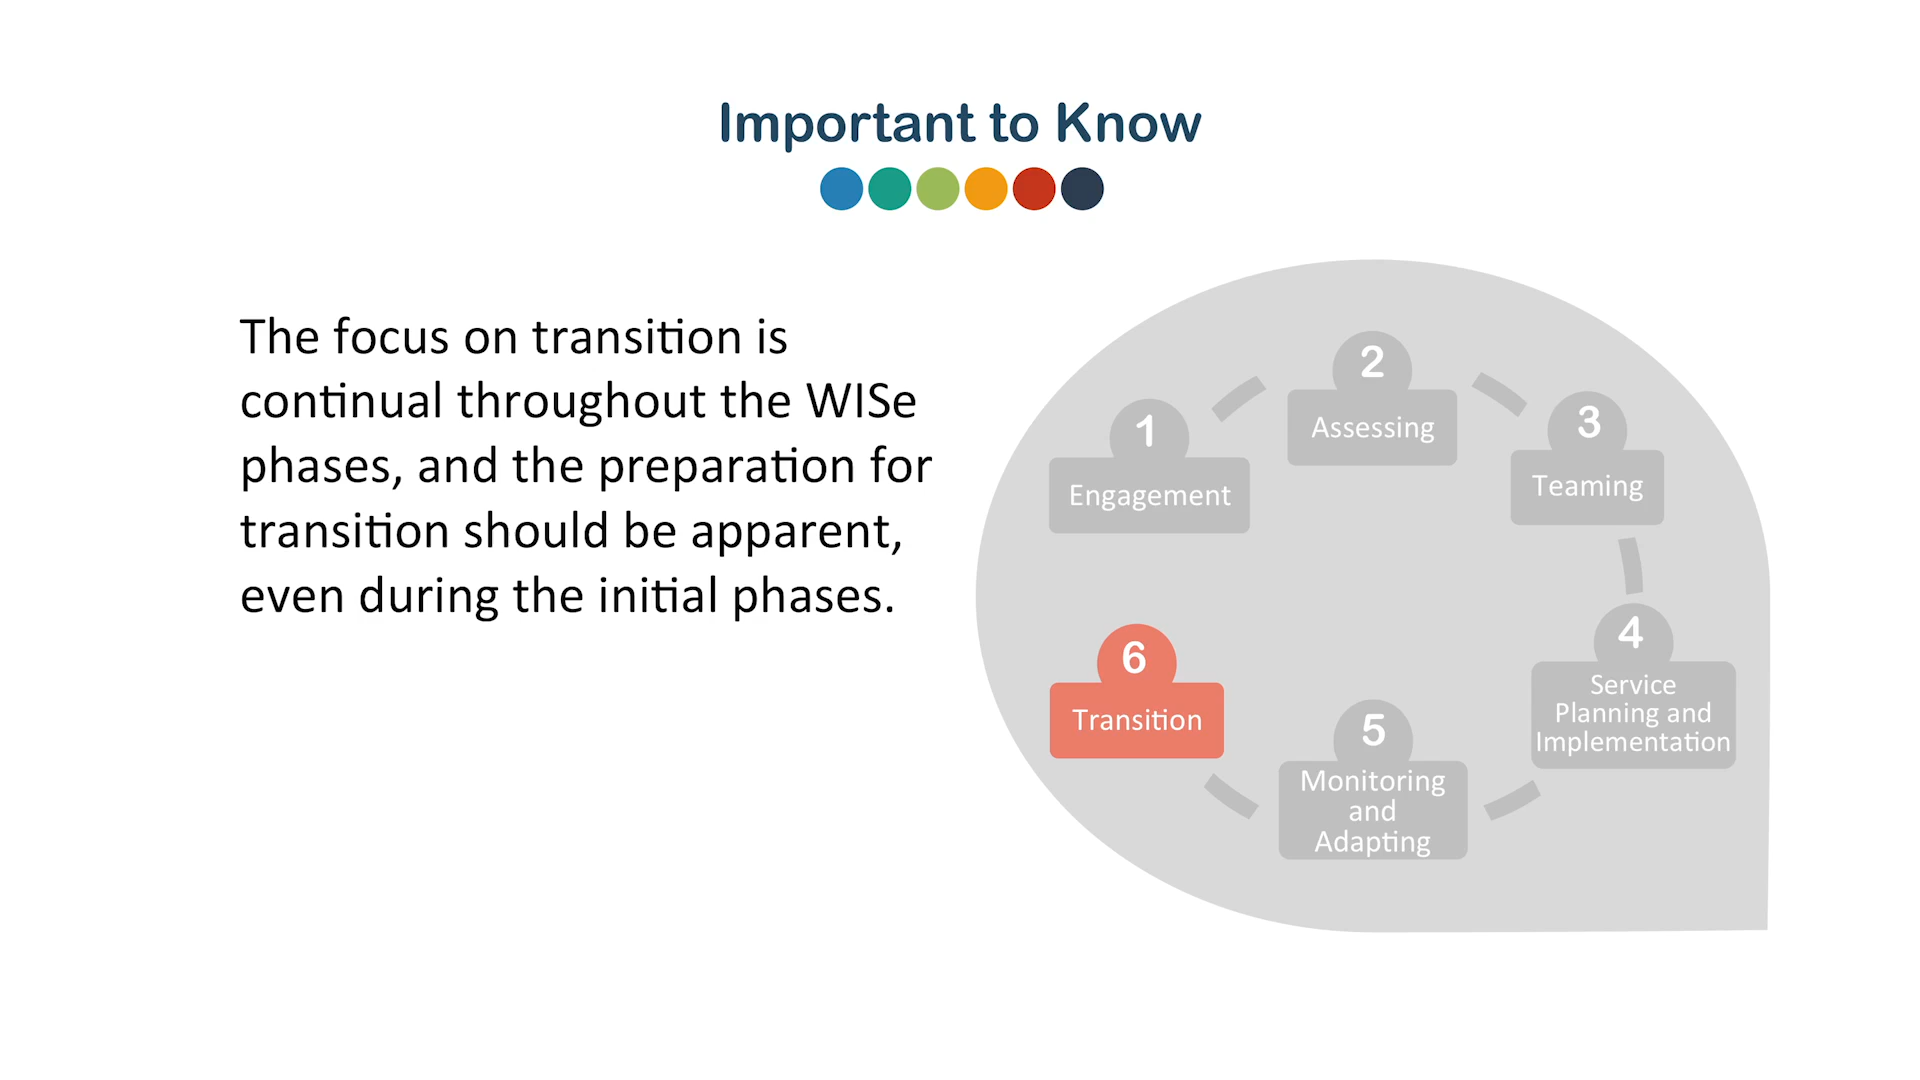 Important to Know
The focus on transition is
continual throughout the WISe
phases, and the preparation for
transition should be apparent,
even during the initial phases.
1
Engagement
2
Assessing
3
Teaming
4
Service
Planning and
Implementation
5
Monitoring
and
Adapting
6
Transition